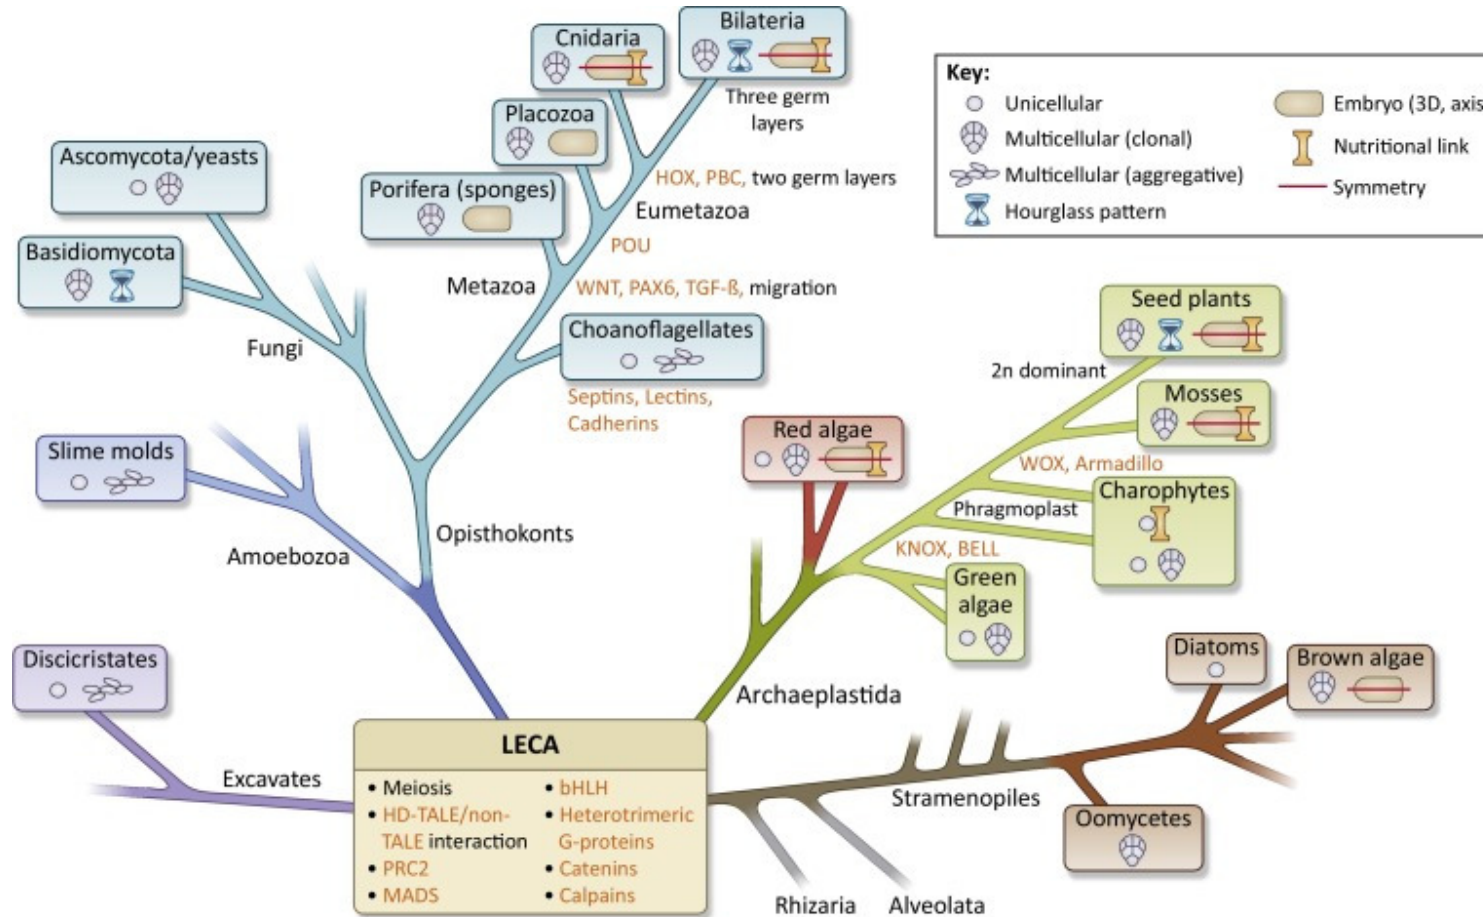 Cnidaria
Bilateria
Three germ
layers
Placozoa
Ascomycota/yeasts
Porifera (sponges)
HOX, PBC, two germ layers
Eumetazoa
Basidiomycota
POU
Metazoa
WNT, PAX6, TGF-ß, migration
Fungi
Choanoflagellates
Septins, Lectins,
Cadherins
Key:
Unicellular
Multicellular (clonal)
Multicellular (aggregative)
Hourglass pattern
Embryo (3D, axis
Nutritional link
Symmetry
Seed plants
2n dominant
Mosses
Red algae
WOX, Armadillo
Charophytes
Phragmoplast
KNOX, BELL
Green
algae
Slime molds
Opisthokonts
Amoebozoa
Archaeplastida
Discicristates
Excavates
Diatoms
Brown algae
Stramenopiles
Oomycetes
Rhizaria
Alveolata
LECA
• Meiosis
• HD-TALE/non-
TALE interaction
• PRC2
• MADS
• bHLH
• Heterotrimeric
G-proteins
• Catenins
• Calpains